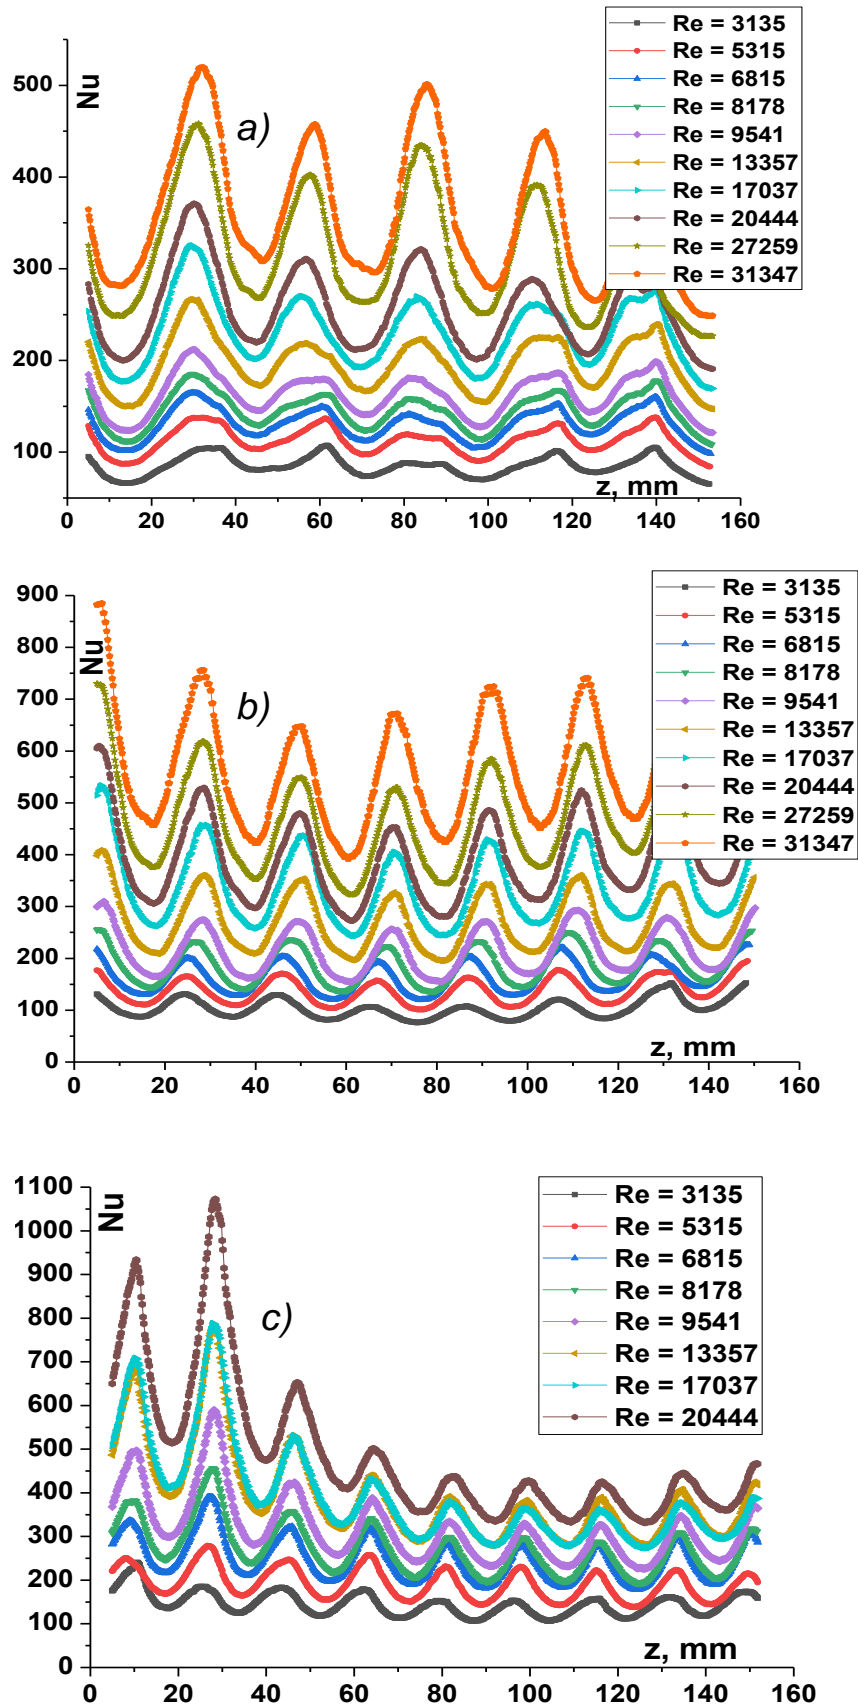 Re = 3135
Re = 5315
Re = 6815
Re = 8178
Re = 9541
Re = 13357
Re = 17037
Re = 20444
Re = 27259
Re = 31347
Nu
a)
500
400
300
200
100
z, mm
0 20 40 60 80 100 120 140 160
Re = 3135
Re = 5315
Re = 6815
Re = 8178
Re = 9541
Re = 13357
Re = 17037
Re = 20444
Re = 27259
Re = 31347
Nu
b)
900
800
700
600
500
400
300
200
100
0
z, mm
0 20 40 60 80 100 120 140 160
Re = 3135
Re = 5315
Re = 6815
Re = 8178
Re = 9541
Re = 13357
Re = 17037
Re = 20444
Nu
c)
1100
1000
900
800
700
600
500
400
300
200
100
0
z, mm
0 20 40 60 80 100 120 140 160